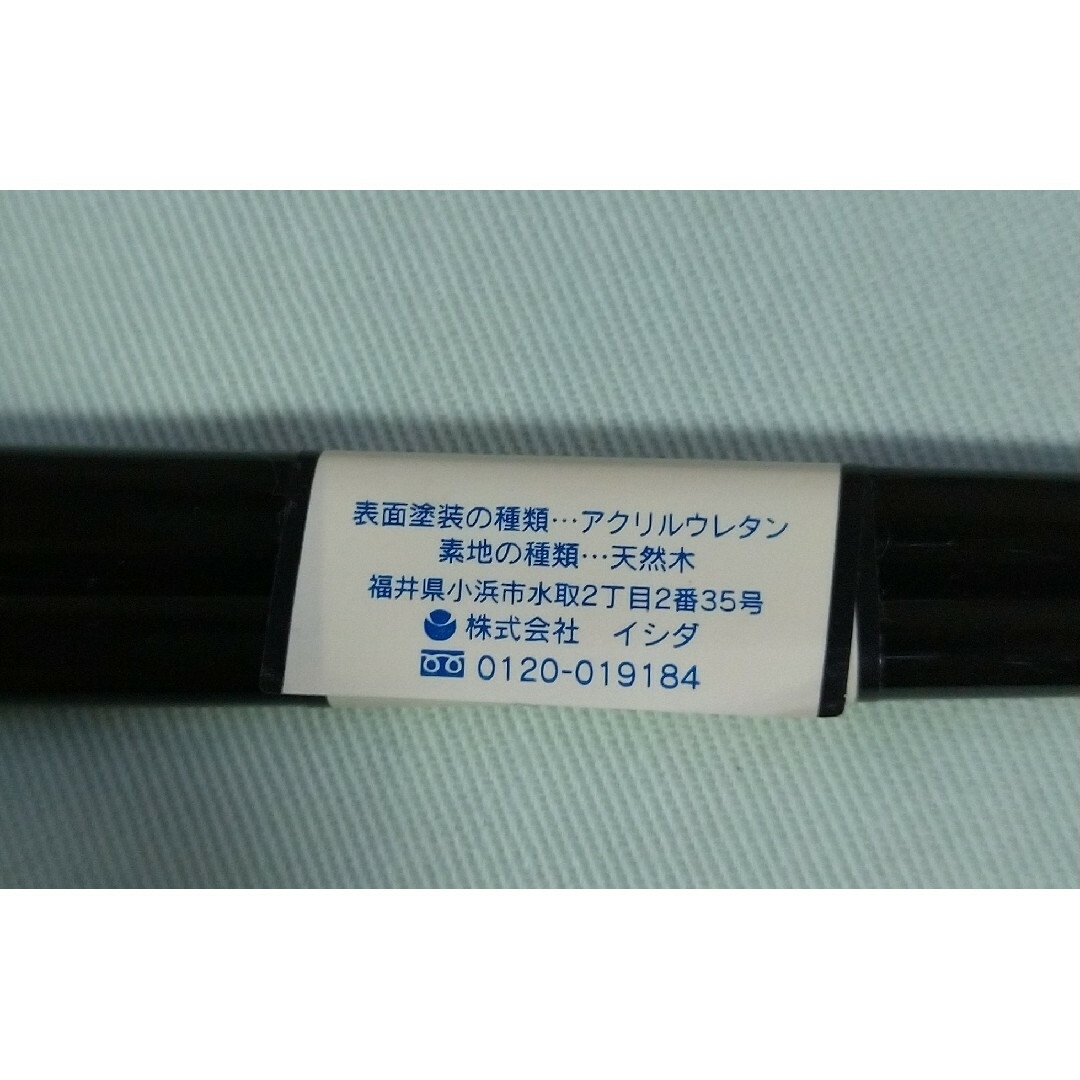 表面塗装の種類…アクリルウレタン
素地の種類…天然木
福井県小浜市水取2丁目2番35号
株式会社　イシダ
0120-019184